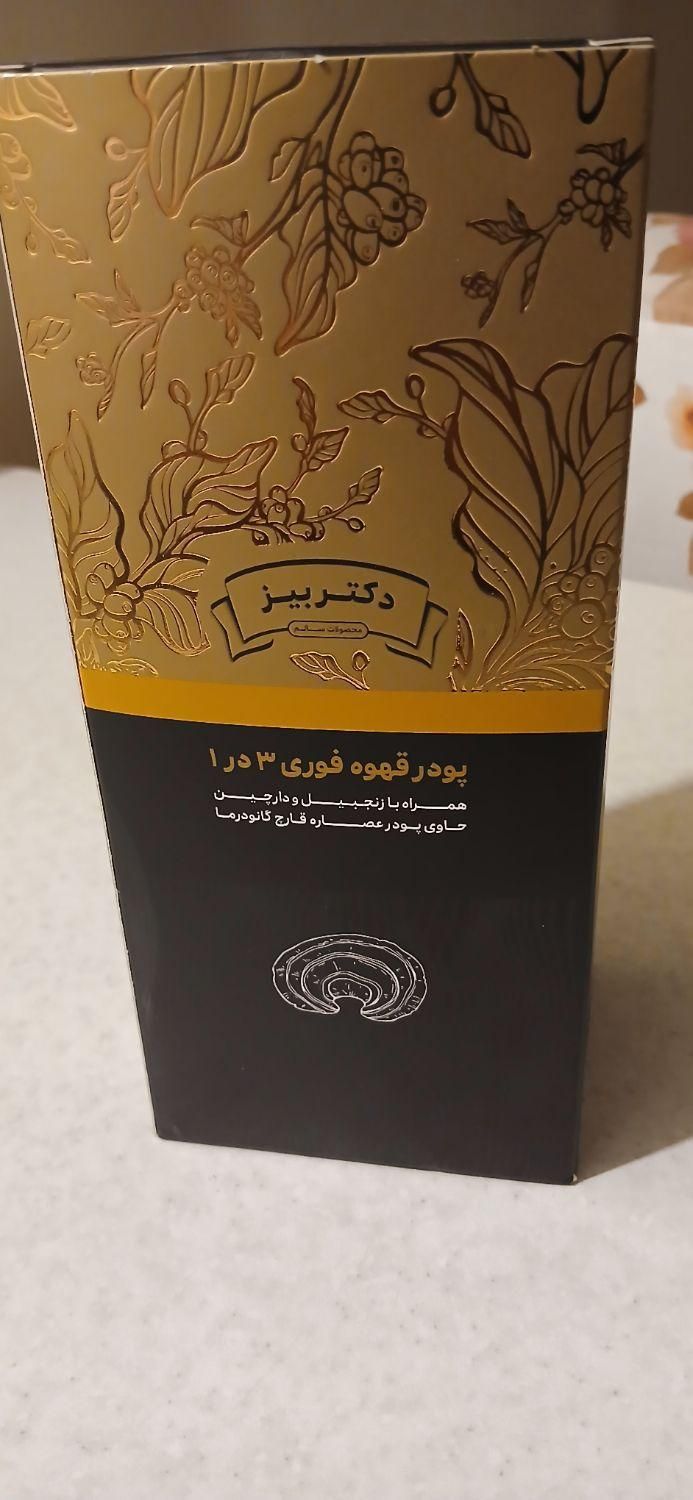 دکتر بیز
محصولات سالم
پودر قهوه فوری ۳ در ۱
همراه با زنجبیل و دارچین
حاوی پودر عصاره قارچ گانودرما